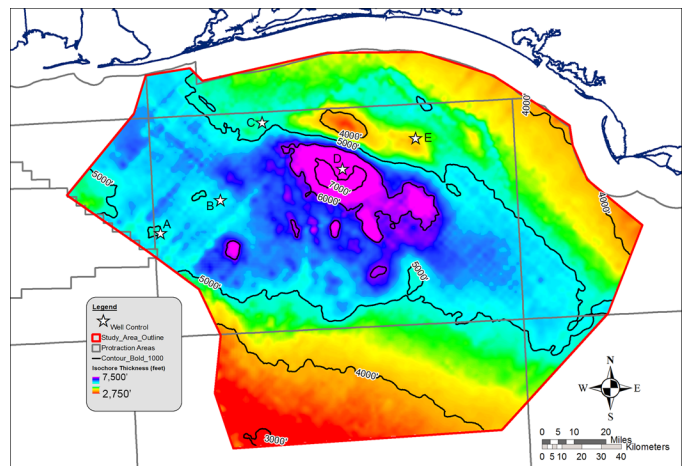 4000'
C
4000'
E
5000'
D
7000'
5000'
6000'
B
4000'
A
5000'
5000'
Legend
Well Control
Study_Area_Outline
Protraction Areas
Contour_Bold_1000
Isochore Thickness (feet)
7,500'
2,750'
4000'
3000'
N
W E
S
0 5 10 20
Miles
Kilometers
0 5 10 20 30 40